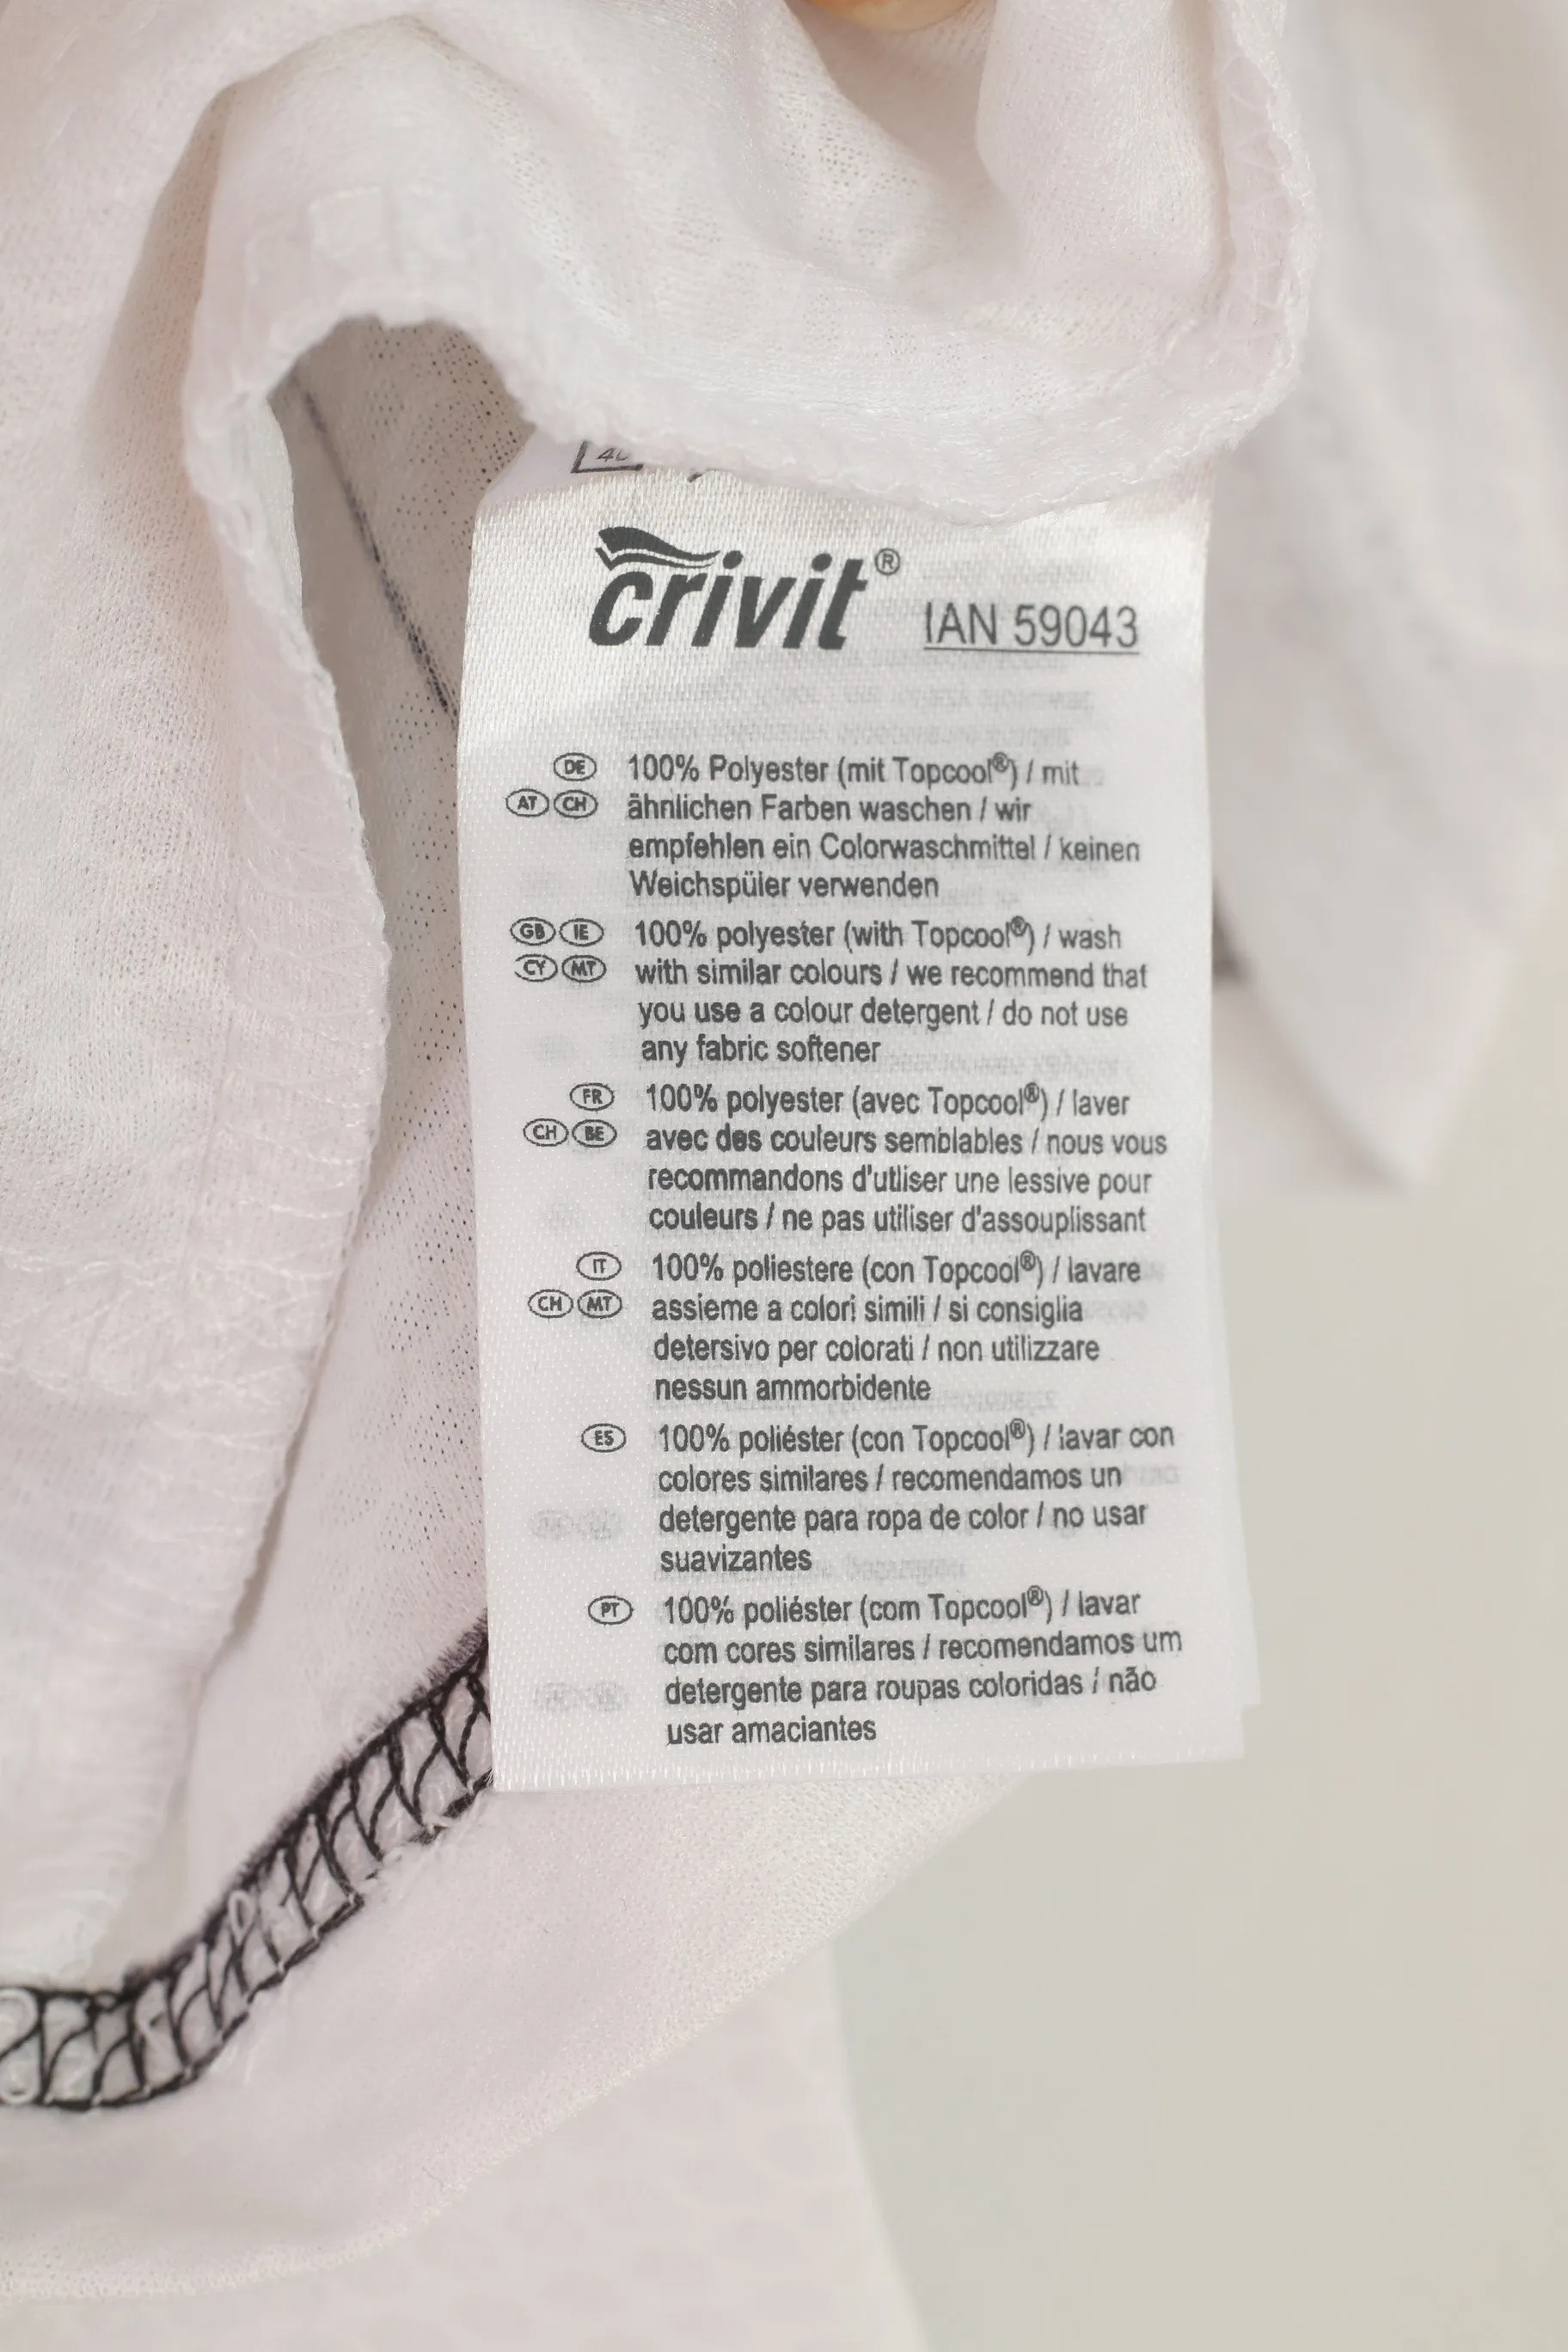 crivit® IAN 59043
DE 100% Polyester (mit Topcool®) / mit
AT CH ähnlichen Farben waschen / wir
empfehlen ein Colorwaschmittel / keinen
Weichspüler verwenden
GB IE 100% polyester (with Topcool®) / wash
CY MT with similar colours / we recommend that
you use a colour detergent / do not use
any fabric softener
FR 100% polyester (avec Topcool®) / laver
CH BE avec des couleurs semblables / nous vous
recommandons d'utliser une lessive pour
couleurs / ne pas utiliser d'assouplissant
IT 100% poliestere (con Topcool®) / lavare
CH MT assieme a colori simili / si consiglia
detersivo per colorati / non utilizzare
nessun ammorbidente
ES 100% poliéster (con Topcool®) / lavar con
colores similares / recomendamos un
detergente para ropa de color / no usar
suavizantes
PT 100% poliéster (com Topcool®) / lavar
com cores similares / recomendamos um
detergente para roupas coloridas / não
usar amaciantes